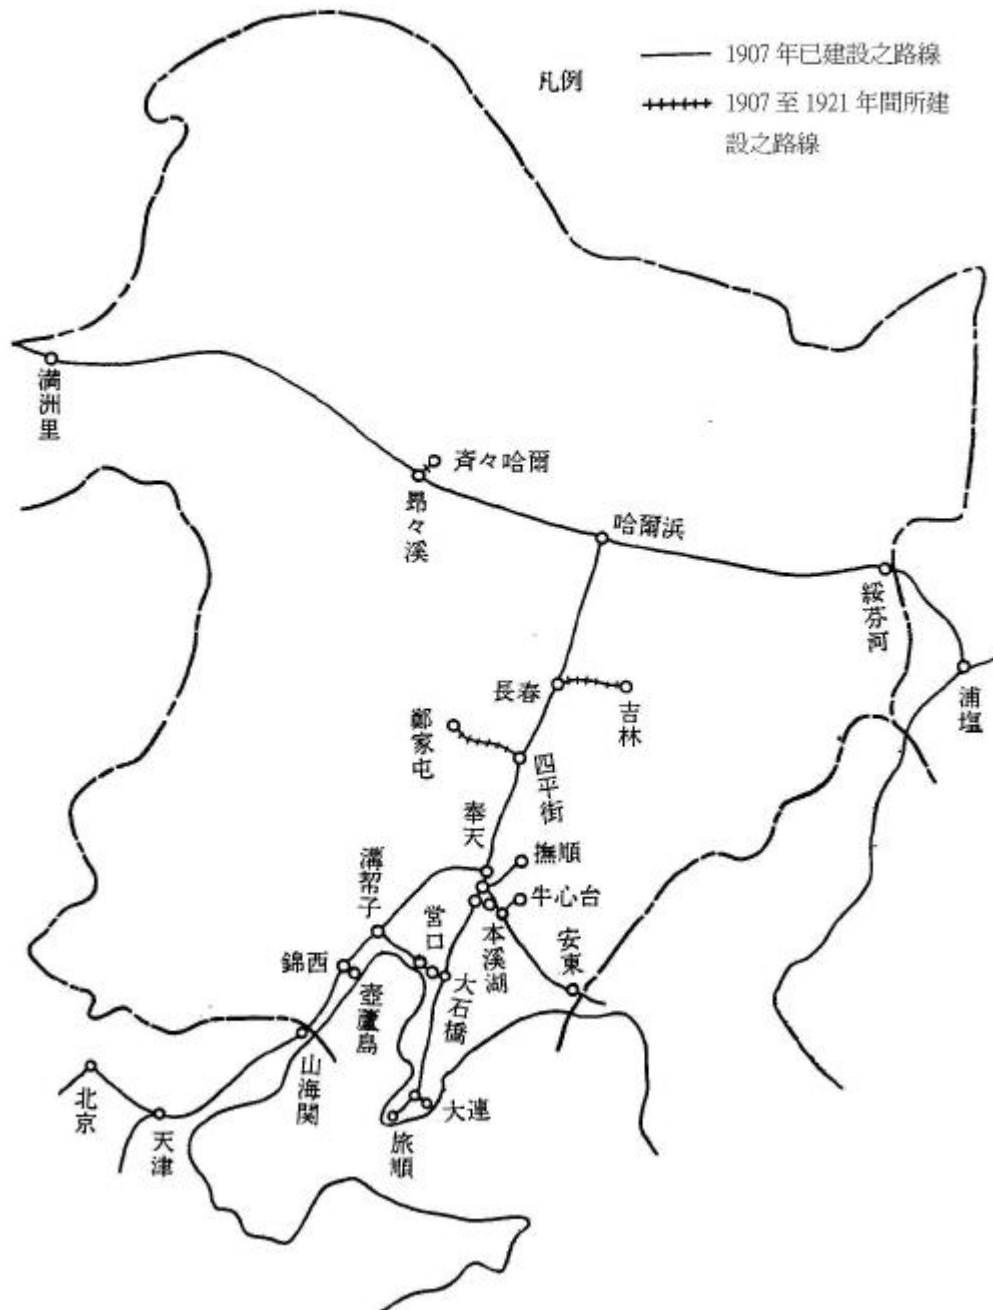 凡例
1907 年已建設之路線
1907 至 1921 年間所建
設之路線
満洲里
斉々哈爾
昂々溪
哈爾浜
綏芬河
浦塩
長春
吉林
鄭家屯
四平街
奉天
撫順
牛心台
溝幇子
営口
本溪湖
安東
錦西
壺蘆島
大石橋
山海関
北京
天津
大連
旅順